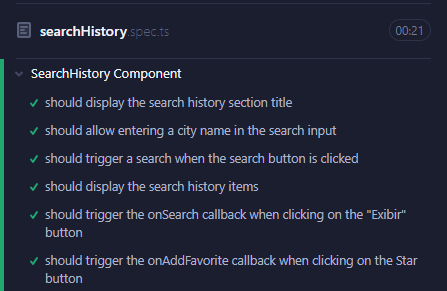 searchHistory.spec.ts
00:21
SearchHistory Component
should display the search history section title
should allow entering a city name in the search input
should trigger a search when the search button is clicked
should display the search history items
should trigger the onSearch callback when clicking on the "Exibir"
button
should trigger the onAddFavorite callback when clicking on the Star
button